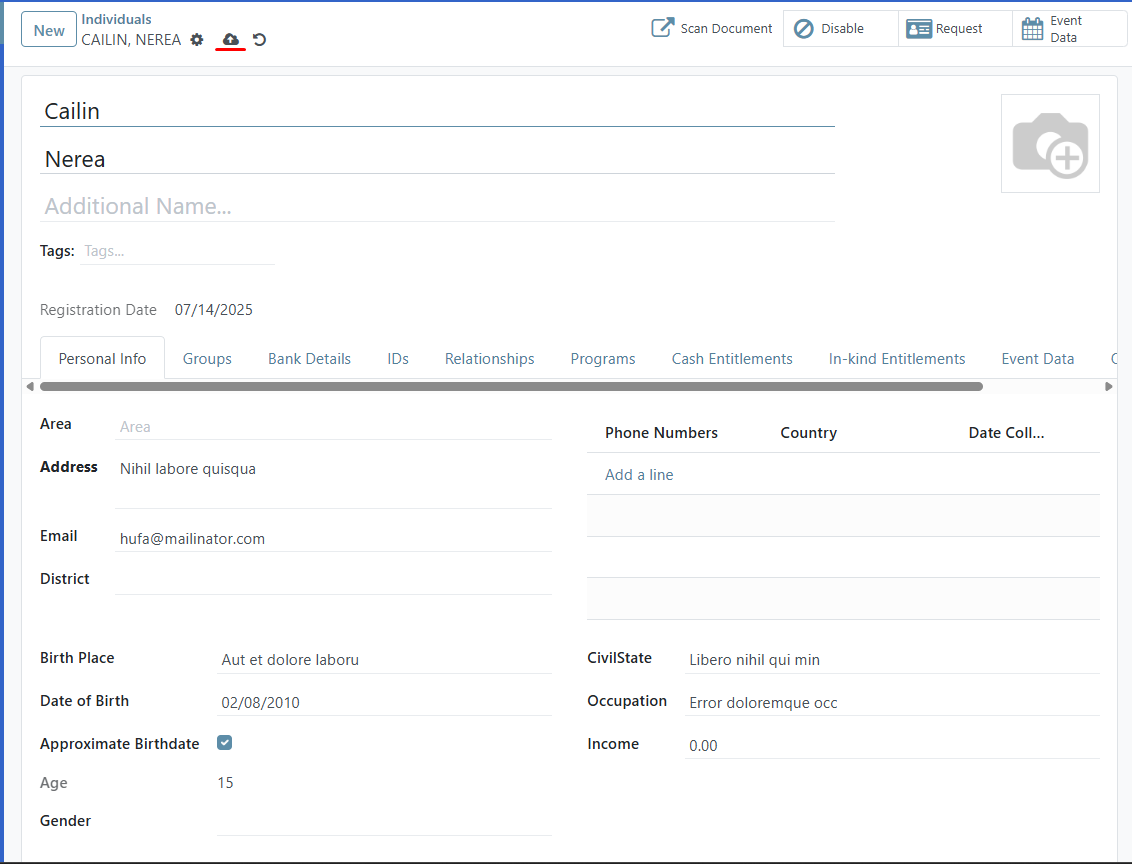 New
Individuals
CAILIN, NEREA
Scan Document
Disable
Request
Event
Data
Cailin
Nerea
Additional Name...
Tags: Tags...
Registration Date 07/14/2025
Personal Info Groups Bank Details IDs Relationships Programs Cash Entitlements In-kind Entitlements Event Data
Area Area
Phone Numbers Country Date Coll...
Address Nihil labore quisqua
Add a line
Email hufa@mailinator.com
District
Birth Place Aut et dolore laboru
CivilState Libero nihil qui min
Date of Birth 02/08/2010
Occupation Error doloremque occ
Approximate Birthdate
Income 0.00
Age 15
Gender